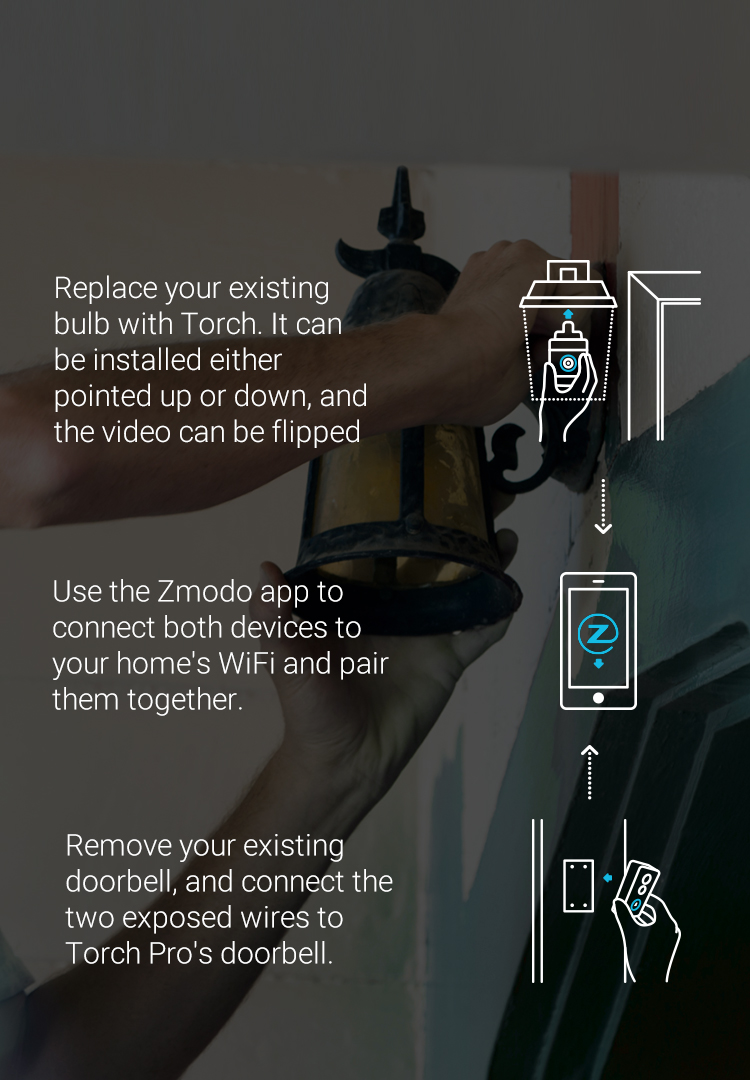 Replace your existing
bulb with Torch. It can
be installed either
pointed up or down, and
the video can be flipped
Use the Zmodo app to
connect both devices to
your home's WiFi and pair
them together.
Z
Remove your existing
doorbell, and connect the
two exposed wires to
Torch Pro's doorbell.